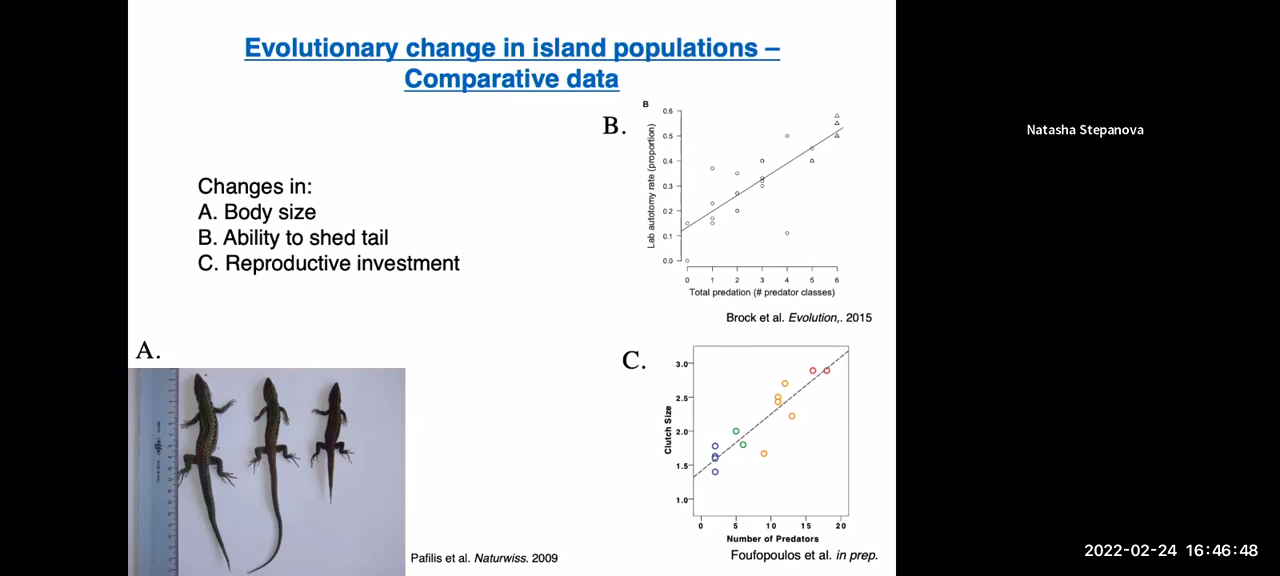 Evolutionary change in island populations –
Comparative data
Changes in:
A. Body size
B. Ability to shed tail
C. Reproductive investment
B.
B
Lab autotomy rate (proportion)
0.6
0.5
0.4
0.3
0.2
0.1
0.0
0 1 2 3 4 5 6
Total predation (# predator classes)
Brock et al. Evolution,. 2015
A.
Pafilis et al. Naturwiss. 2009
C.
Clutch Size
3.0
2.5
2.0
1.5
1.0
0 5 10 15 20
Number of Predators
Foufopoulos et al. in prep.
Natasha Stepanova
2022-02-24 16:46:48